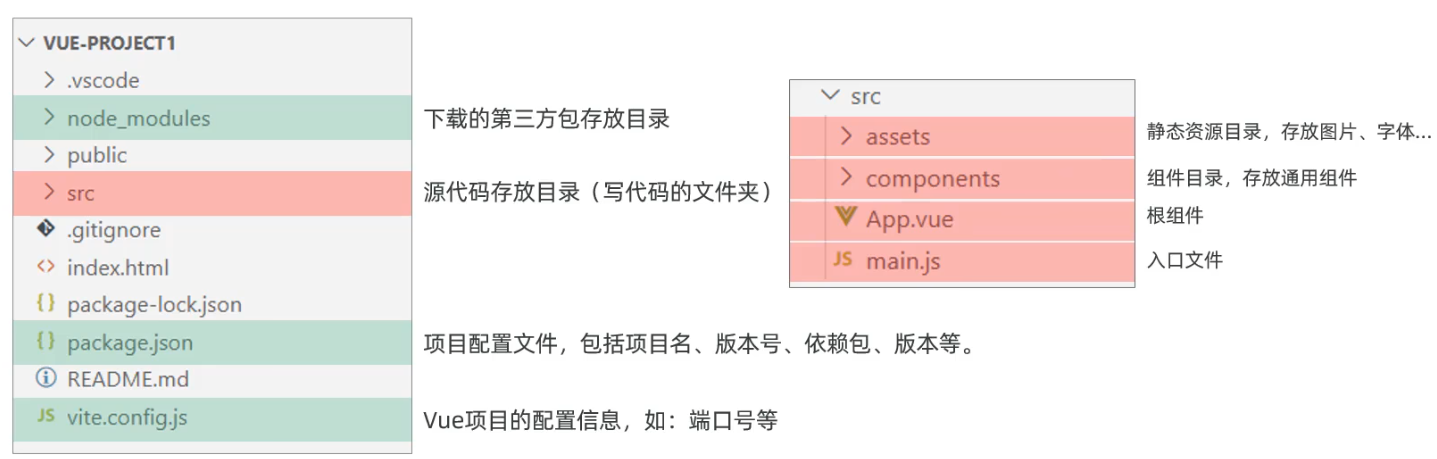 VUE-PROJECT1
.vscode
node_modules
下载的第三方包存放目录
public
src
源代码存放目录（写代码的文件夹）
.gitignore
index.html
package-lock.json
package.json
项目配置文件，包括项目名、版本号、依赖包、版本等。
README.md
JS vite.config.js
Vue项目的配置信息，如：端口号等
src
assets
静态资源目录，存放图片、字体...
components
组件目录，存放通用组件
App.vue
根组件
JS main.js
入口文件